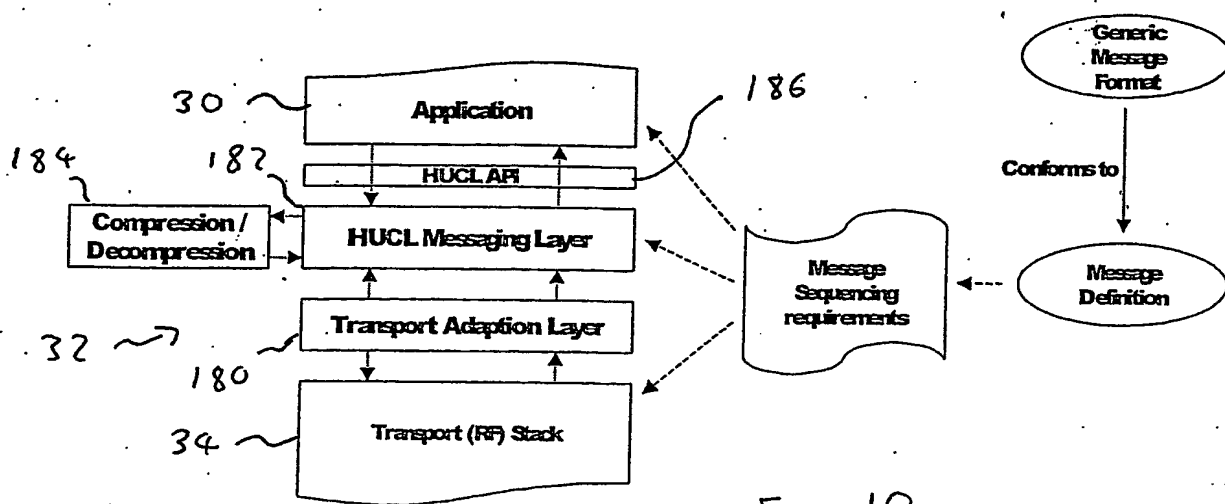 Generic
Message
Format
186
30
Application
184
182
HUCL API
Conforms to
Compression /
Decompression
HUCL Messaging Layer
Message
Sequencing
requirements
Message
Definition
Transport Adaption Layer
32
180
Transport (RF) Stack
34
10